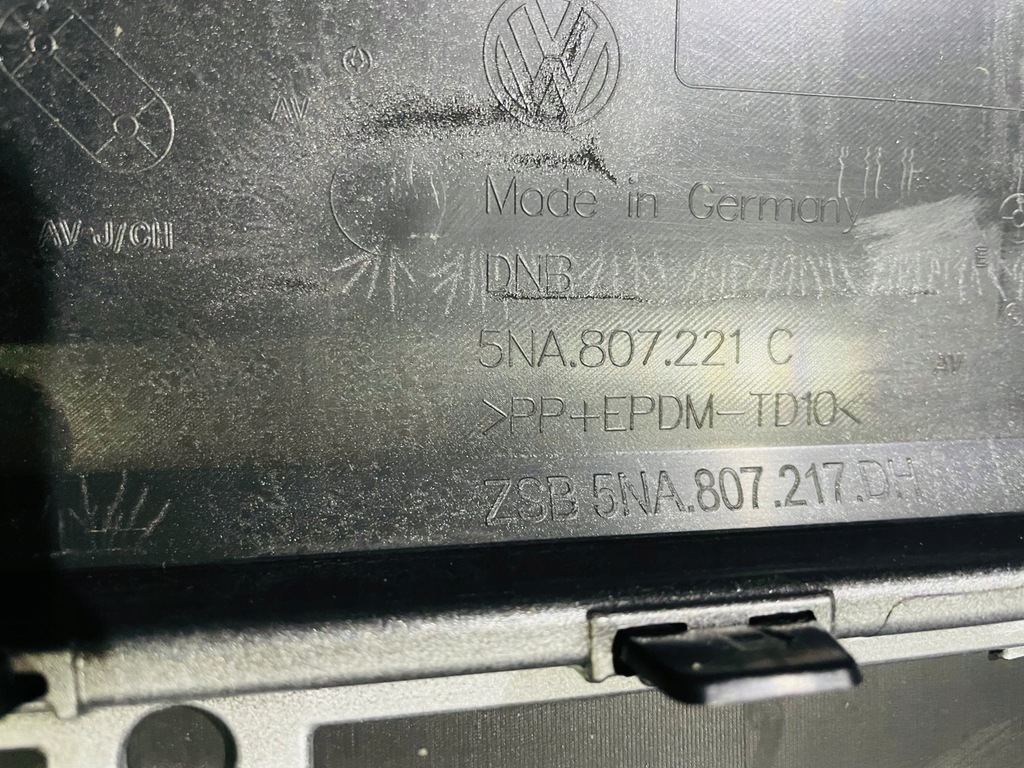 AV
Made in Germany
AV-J/CH
DNB
5NA.807.221 C
AV
>PP+EPDM-TD10<
ZSB 5NA.807.217.DH